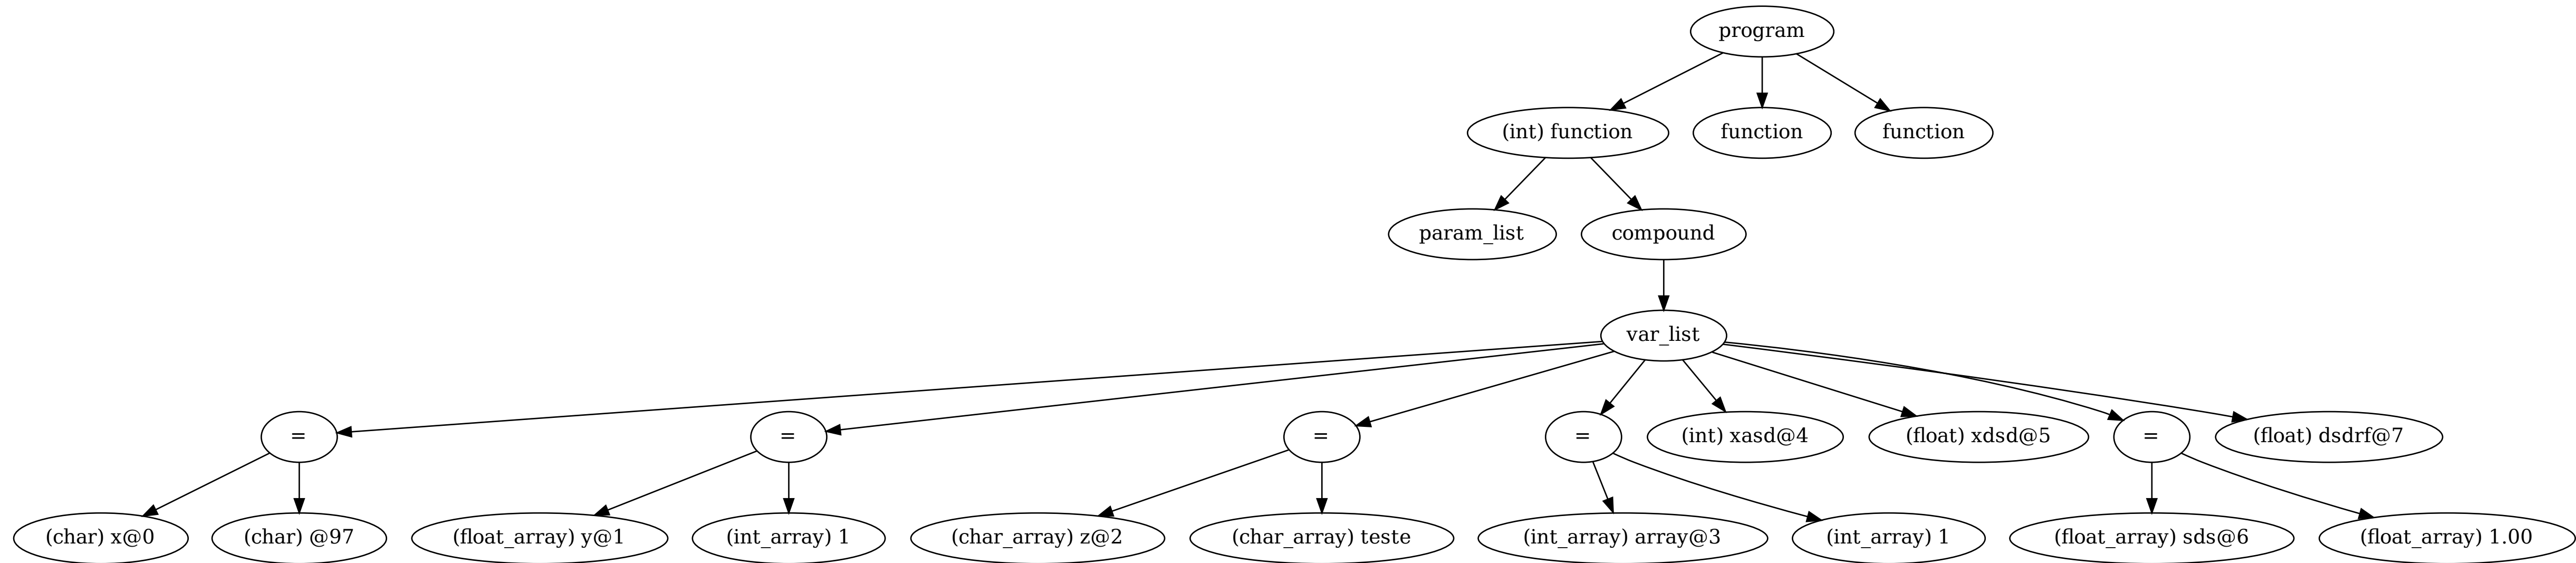 program
(int) function
function
function
param_list
compound
var_list
=
=
=
=
(int) xasd@4
(float) xdsd@5
=
(float) dsdrf@7
(char) x@0
(char) @97
(float_array) y@1
(int_array) 1
(char_array) z@2
(char_array) teste
(int_array) array@3
(int_array) 1
(float_array) sds@6
(float_array) 1.00